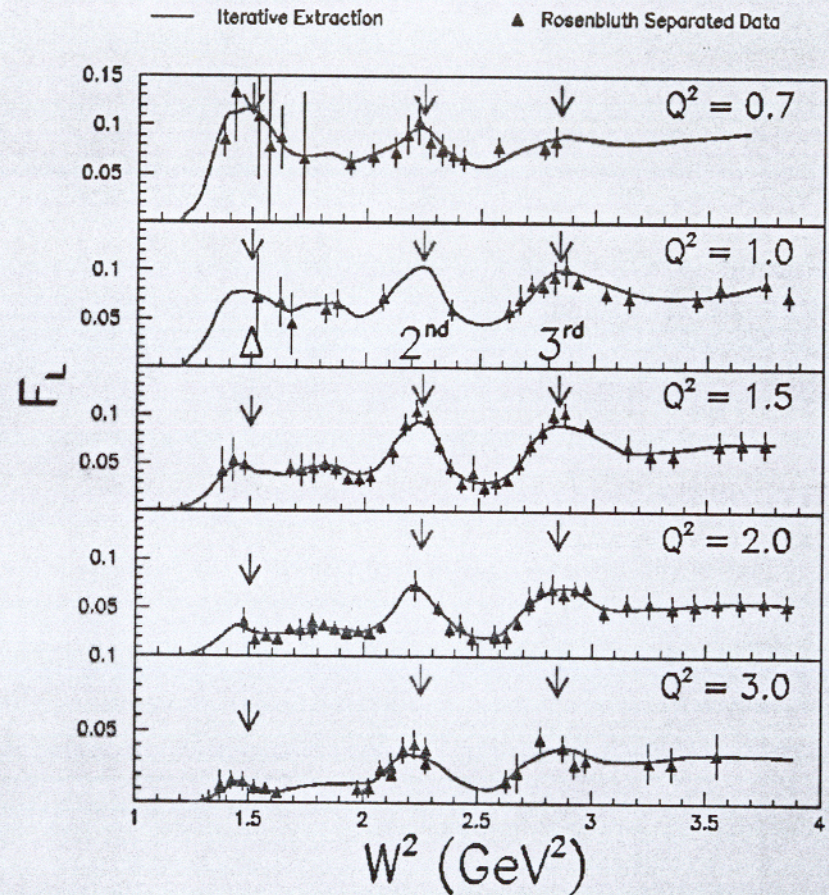 Iterative Extraction
Rosenbluth Separated Data
0.15
0.1
0.05
Q² = 0.7
0.1
0.05
Q² = 1.0
Δ
2nd
3rd
F_L
0.1
0.05
Q² = 1.5
0.1
0.05
Q² = 2.0
0.1
0.05
0
Q² = 3.0
1
1.5
2
2.5
3
3.5
4
W² (GeV²)